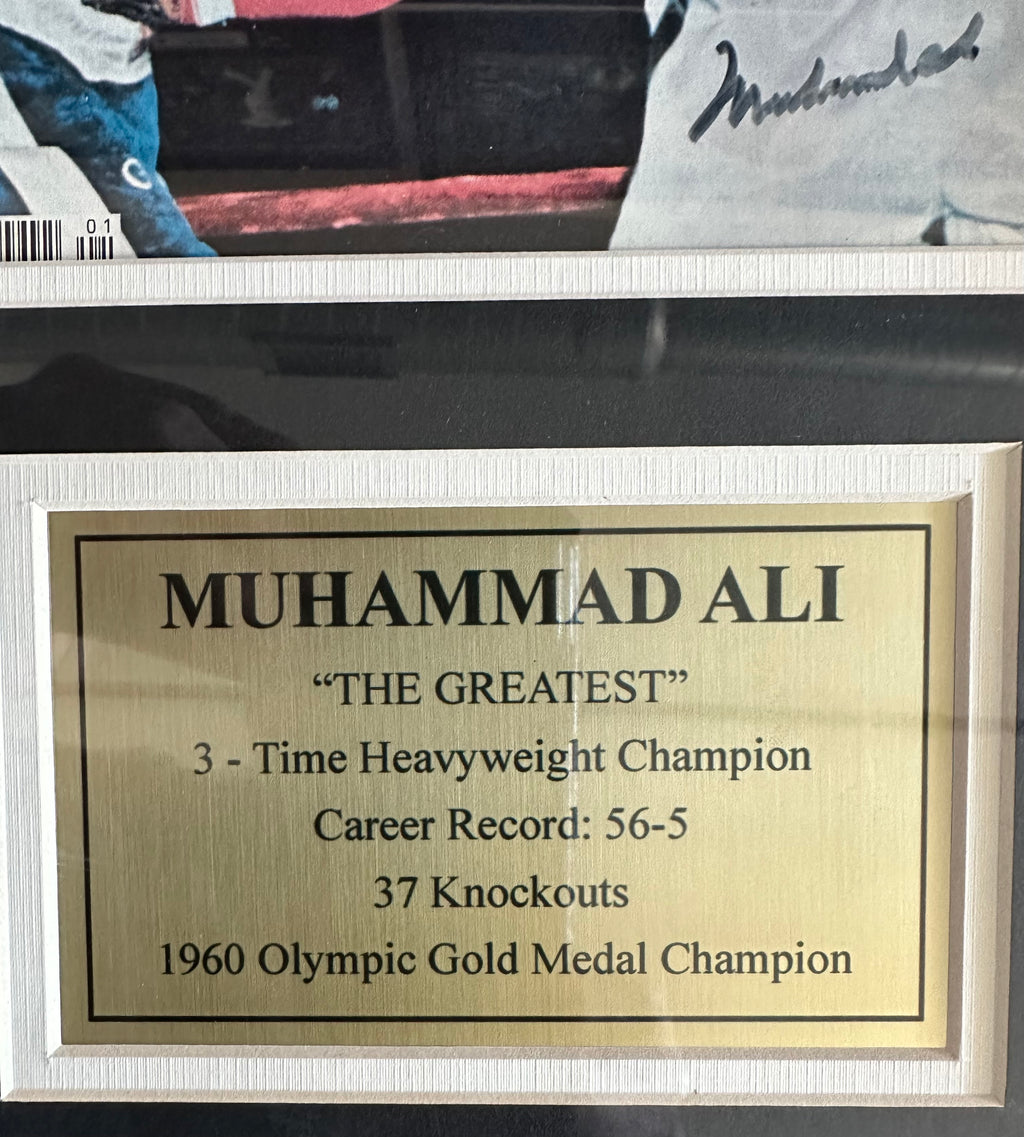 Muhammad
01
MUHAMMAD ALI
“THE GREATEST”
3 - Time Heavyweight Champion
Career Record: 56-5
37 Knockouts
1960 Olympic Gold Medal Champion